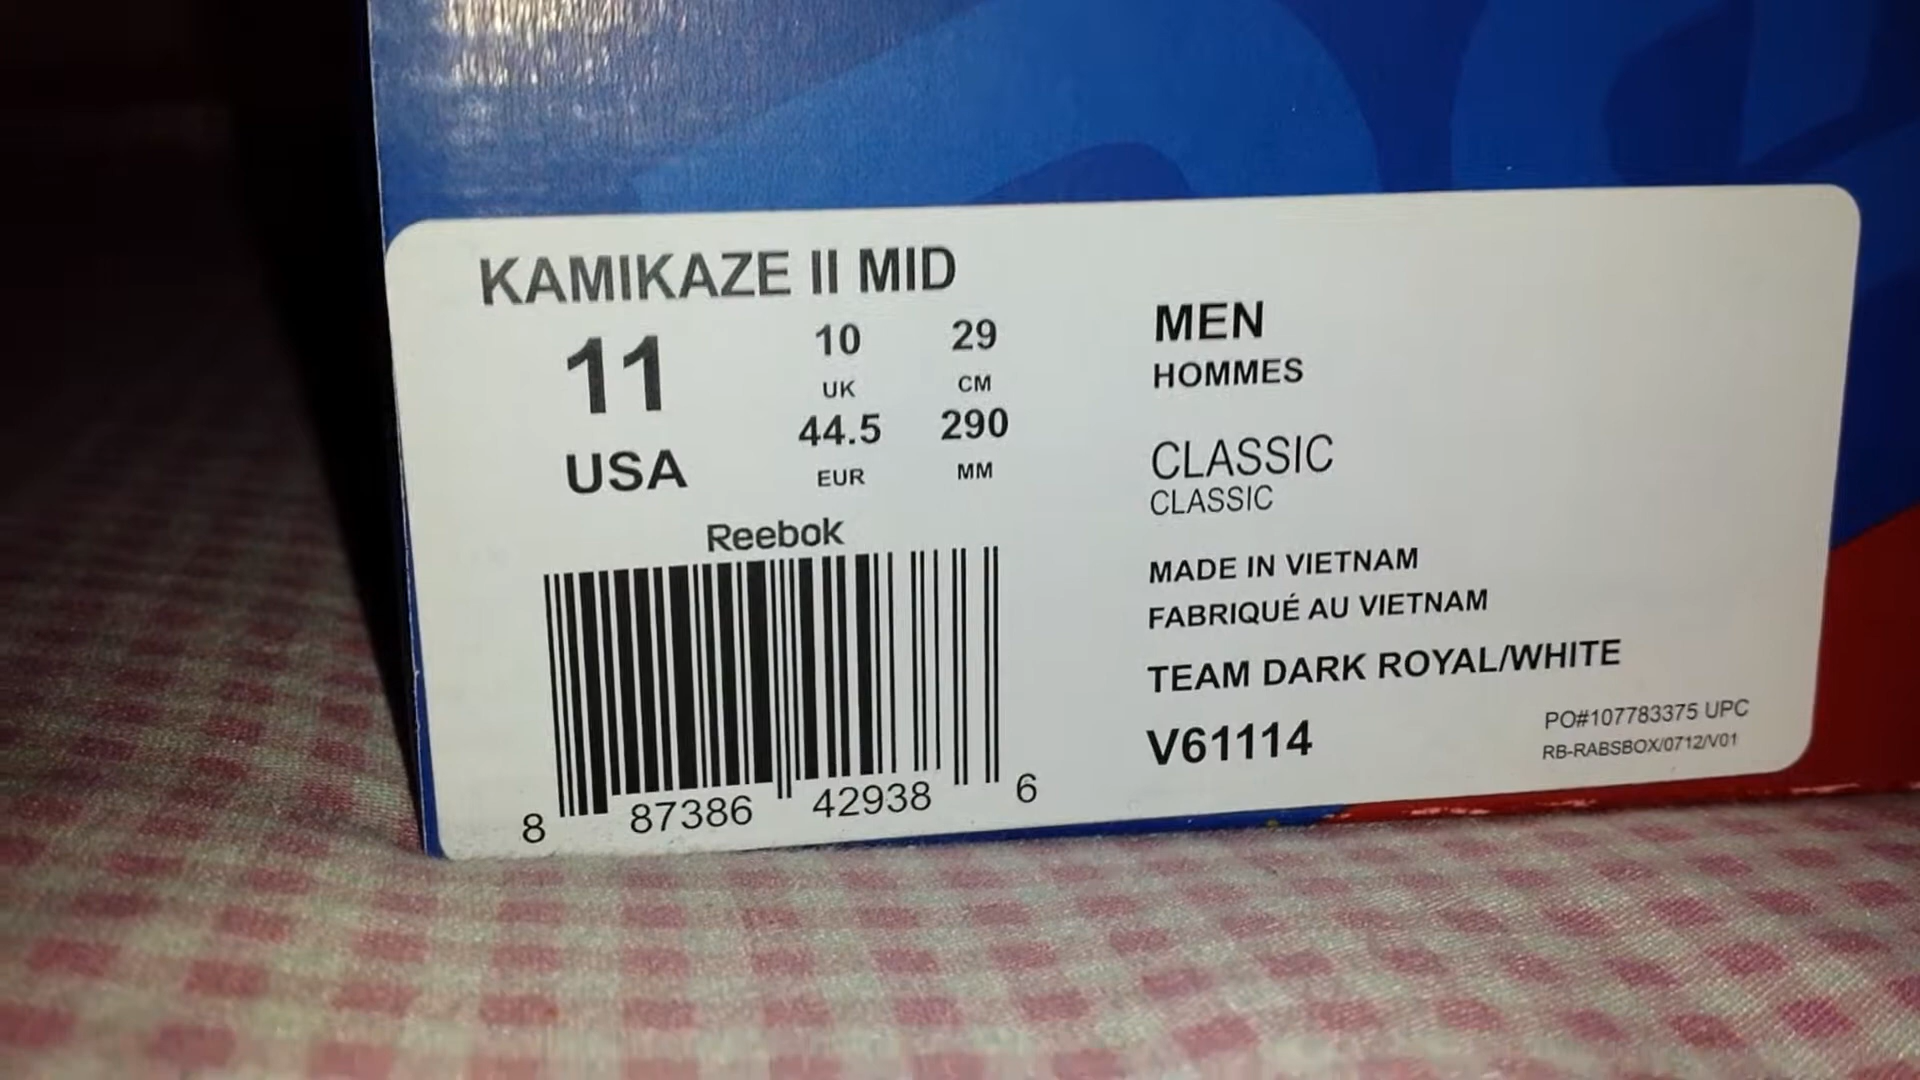 KAMIKAZE II MID
11
USA
10
UK
44.5
EUR
29
CM
290
MM
Reebok
8 87386 42938 6
MEN
HOMMES
CLASSIC
CLASSIC
MADE IN VIETNAM
FABRIQUÉ AU VIETNAM
TEAM DARK ROYAL/WHITE
V61114
PO#107783375 UPC
RB-RABSBOX/0712/V01